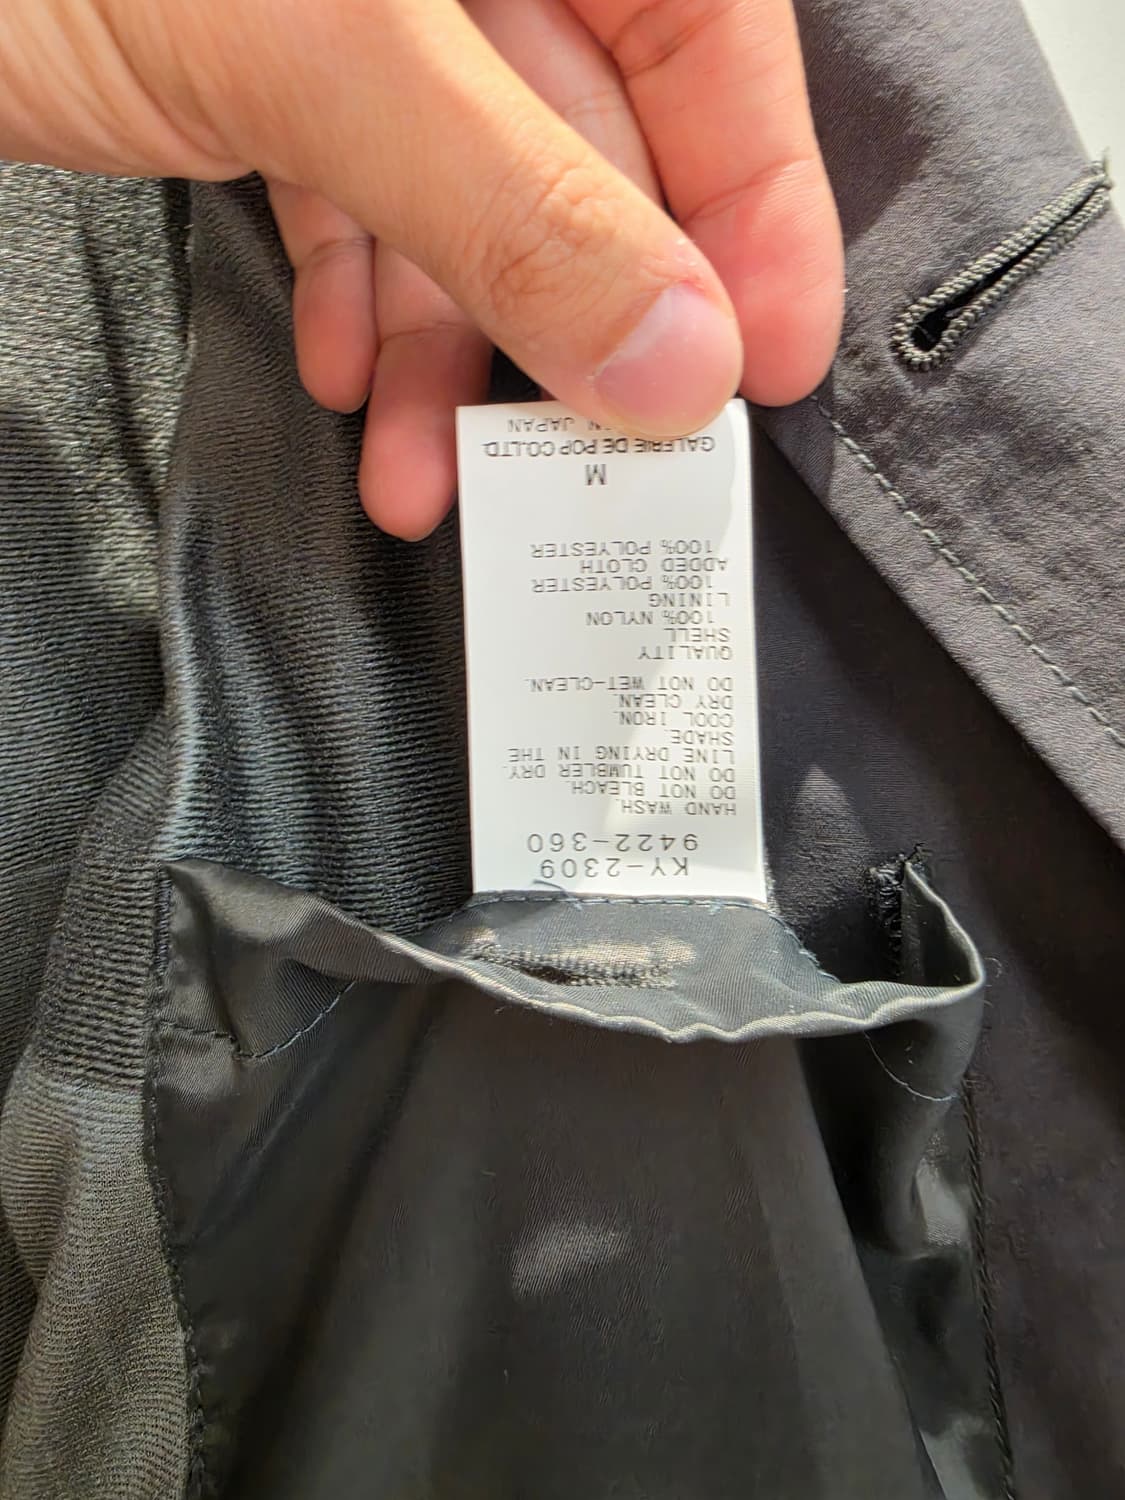 KY-2309
9422-360
HAND WASH.
DO NOT BLEACH.
DO NOT TUMBLER DRY.
LINE DRYING IN THE
SHADE.
COOL IRON.
DRY CLEAN.
DO NOT WET-CLEAN.
QUALITY
SHELL
100% NYLON
LINING
100% POLYESTER
ADDED CLOTH
100% POLYESTER
M
GALERIE DE POP CO.LTD.
JAPAN